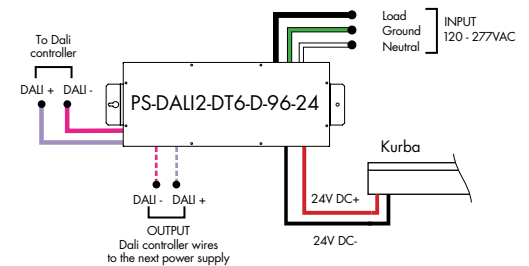 To Dali
controller
DALI + DALI -
Load
Ground
Neutral
INPUT
120 - 277VAC
PS-DALI2-DT6-D-96-24
Kurba
24V DC+
24V DC-
DALI - DALI +
OUTPUT
Dali controller wires
to the next power supply